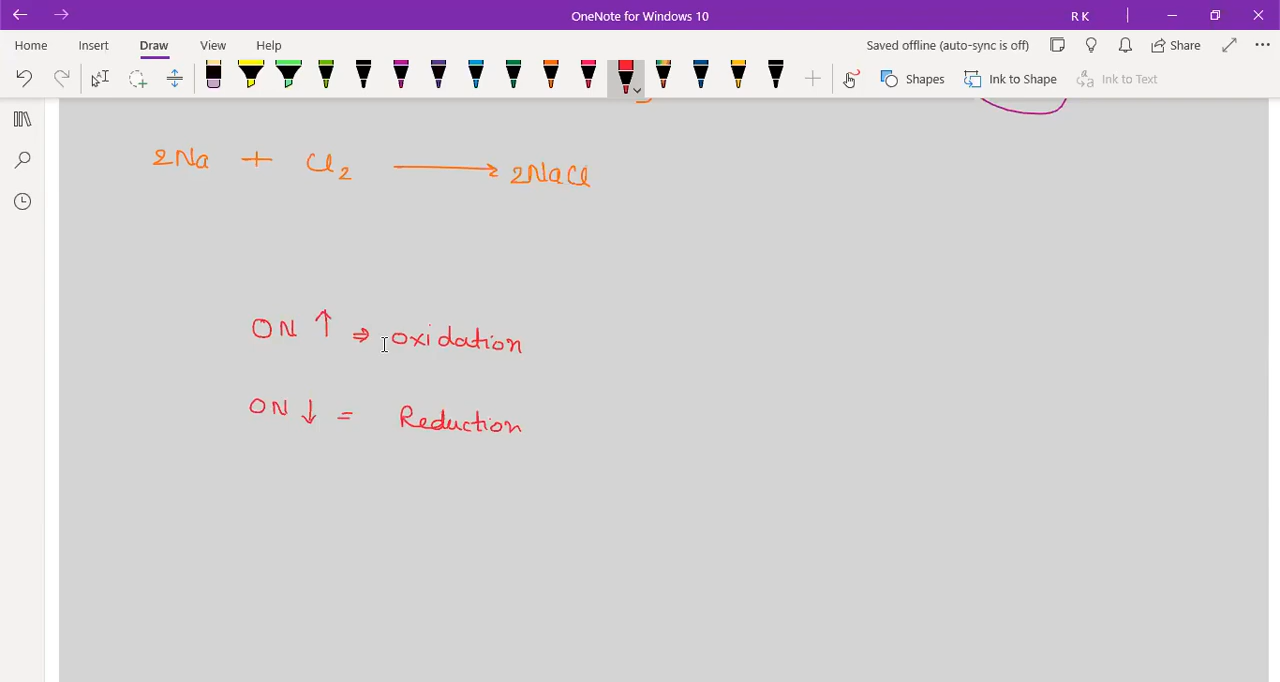 OneNote for Windows 10
R K
Home Insert Draw View Help
Saved offline (auto-sync is off) Share
Shapes Ink to Shape Ink to Text
2Na + Cl2 ⟶ 2NaCl
ON ↑ ⇒ oxidation
ON ↓ = Reduction